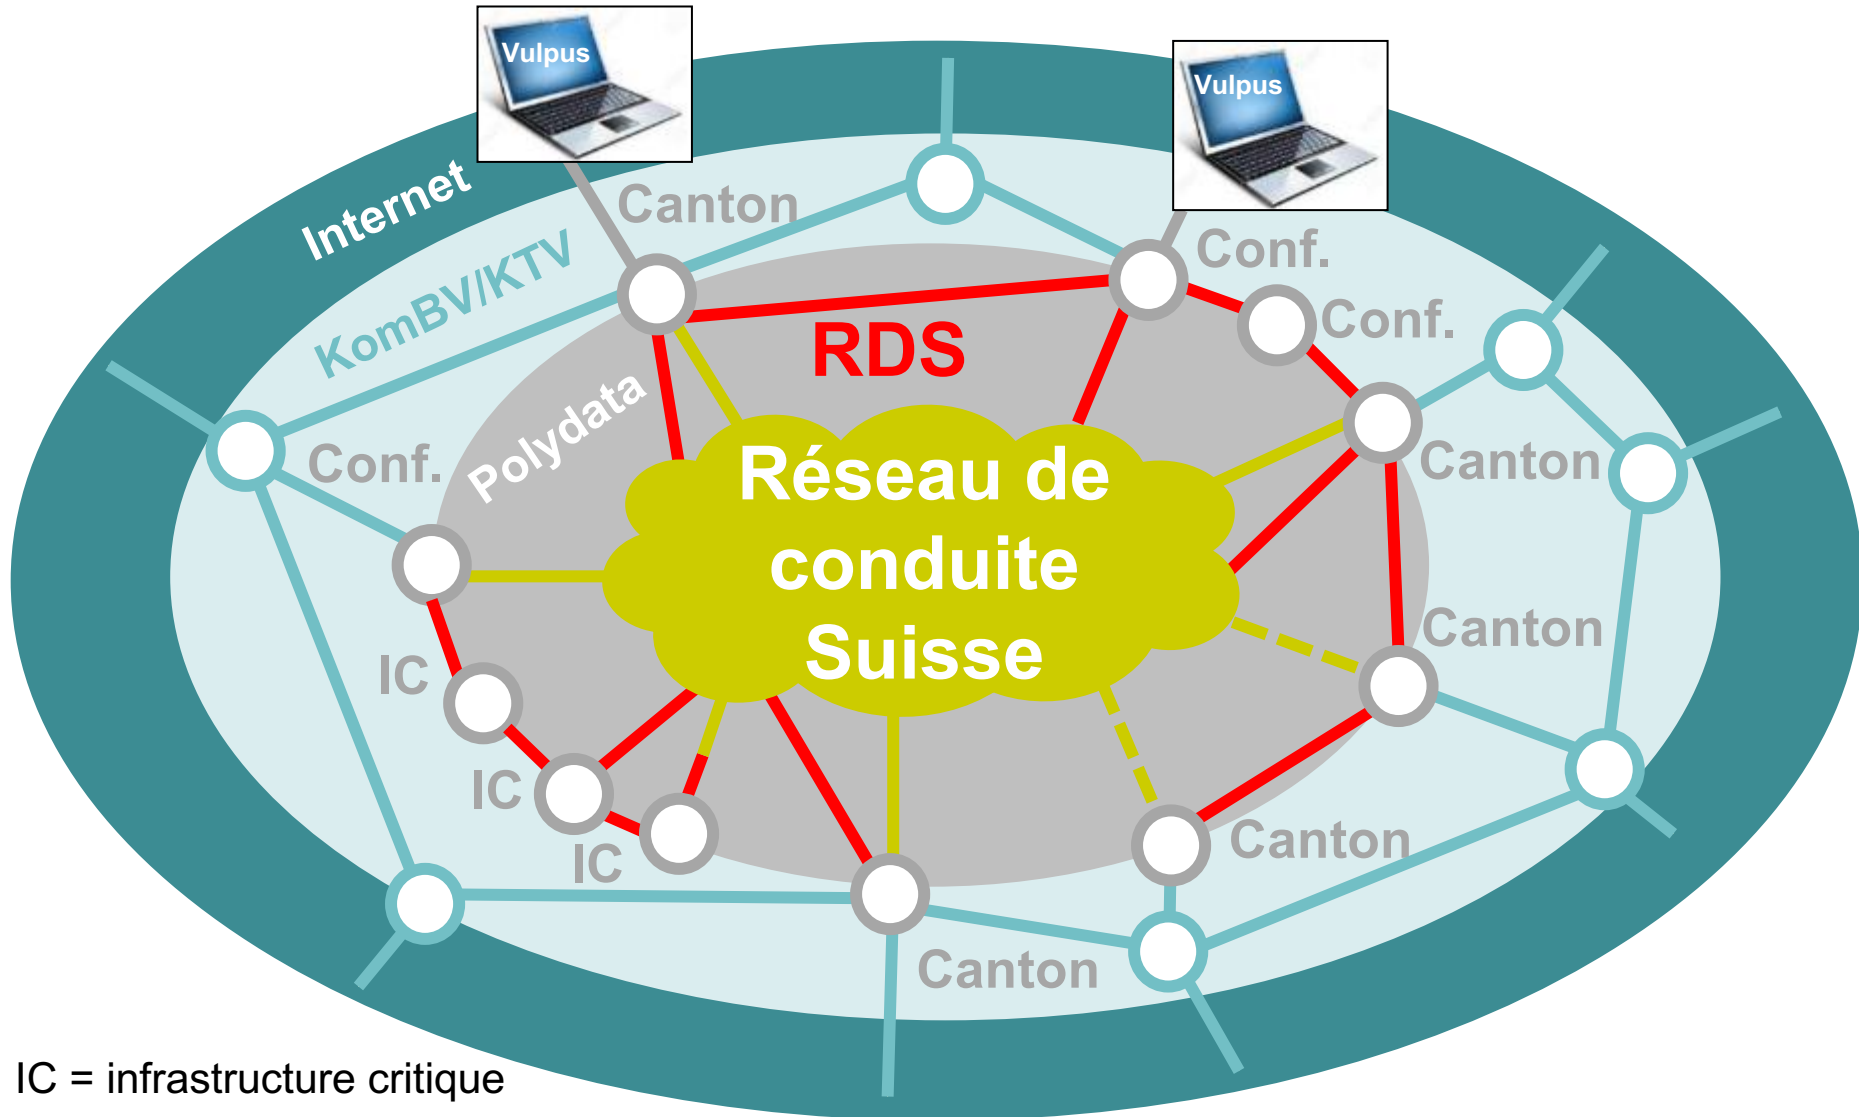 Vulpus
Vulpus
Internet
Canton
KomBV/KTV
Conf.
Conf.
RDS
Polydata
Conf.
Canton
Réseau de
conduite
Suisse
Canton
IC
IC
Canton
IC
Canton
IC = infrastructure critique